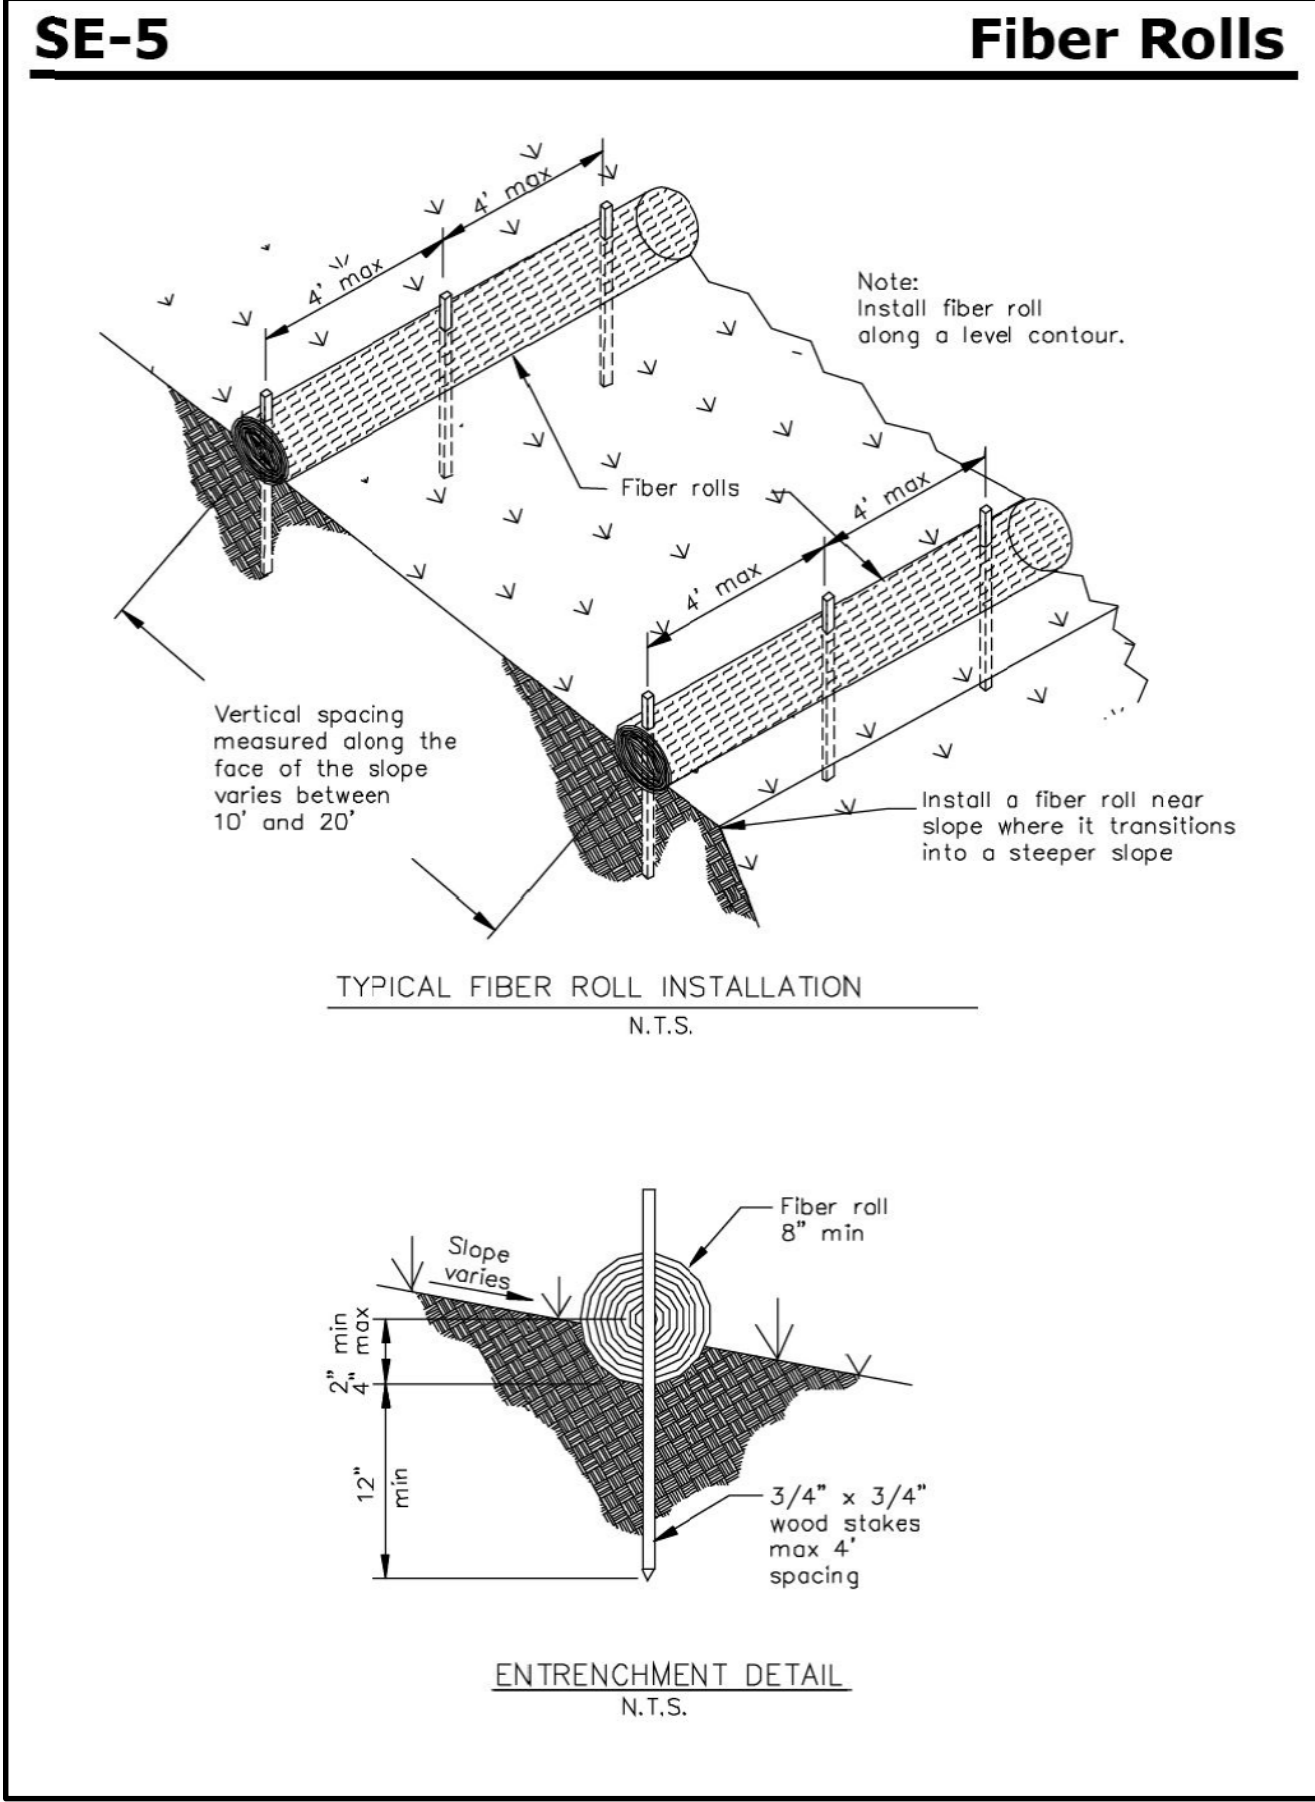 SE-5
Fiber Rolls
4' max
4' max
Note:
Install fiber roll
along a level contour.
Fiber rolls
4' max
4' max
Vertical spacing
measured along the
face of the slope
varies between
10' and 20'
Install a fiber roll near
slope where it transitions
into a steeper slope
TYPICAL FIBER ROLL INSTALLATION
N.T.S.
Fiber roll
8" min
Slope
varies
2" min
4" max
12"
min
3/4" x 3/4"
wood stakes
max 4'
spacing
ENTRENCHMENT DETAIL
N.T.S.